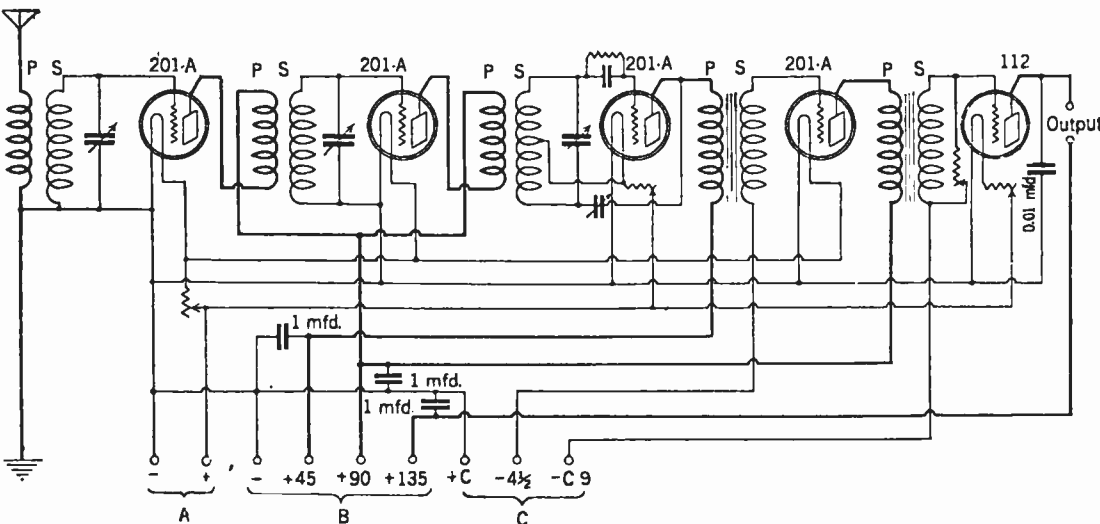 201-A 201-A 201-A 201-A 112
P S P S P S P S P S
Output
0.01 mfd
1 mfd.
1 mfd.
1 mfd.
- + - +45 +90 +135 +C -4½ -C 9
A B C